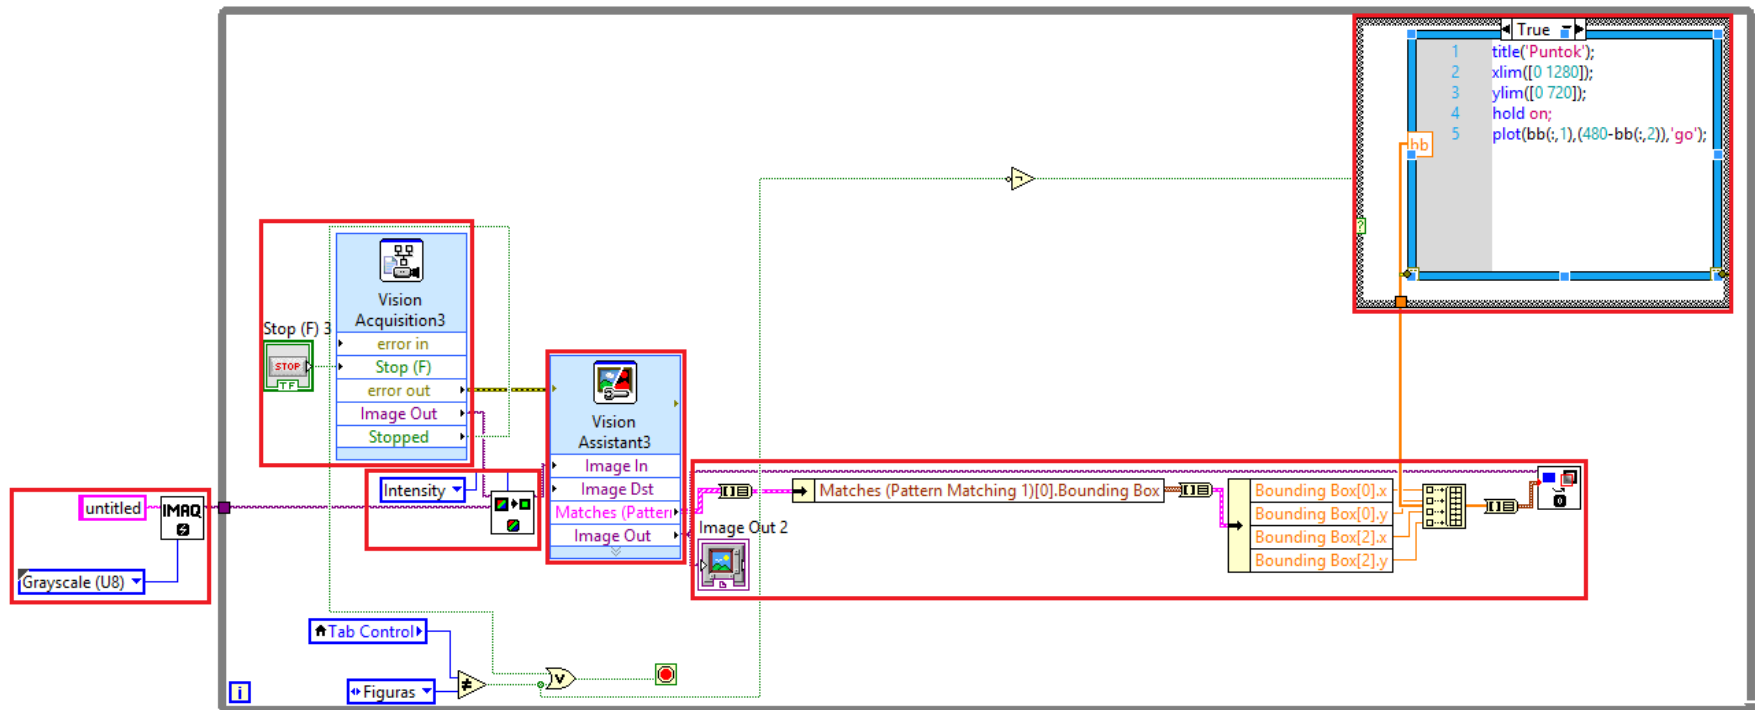 True
1 title('Puntok');
2 xlim([0 1280]);
3 ylim([0 720]);
4 hold on;
5 plot(bb(:,1),(480-bb(:,2)),'go');
bb
?
Vision
Acquisition3
error in
Stop (F)
error out
Image Out
Stopped
Stop (F) 3
STOP
TF
Vision
Assistant3
Image In
Image Dst
Matches (Pattern
Image Out
Intensity
untitled
IMAQ
Grayscale (U8)
Matches (Pattern Matching 1)[0].Bounding Box
Image Out 2
Bounding Box[0].x
Bounding Box[0].y
Bounding Box[2].x
Bounding Box[2].y
Tab Control
Figuras
≠
V
i